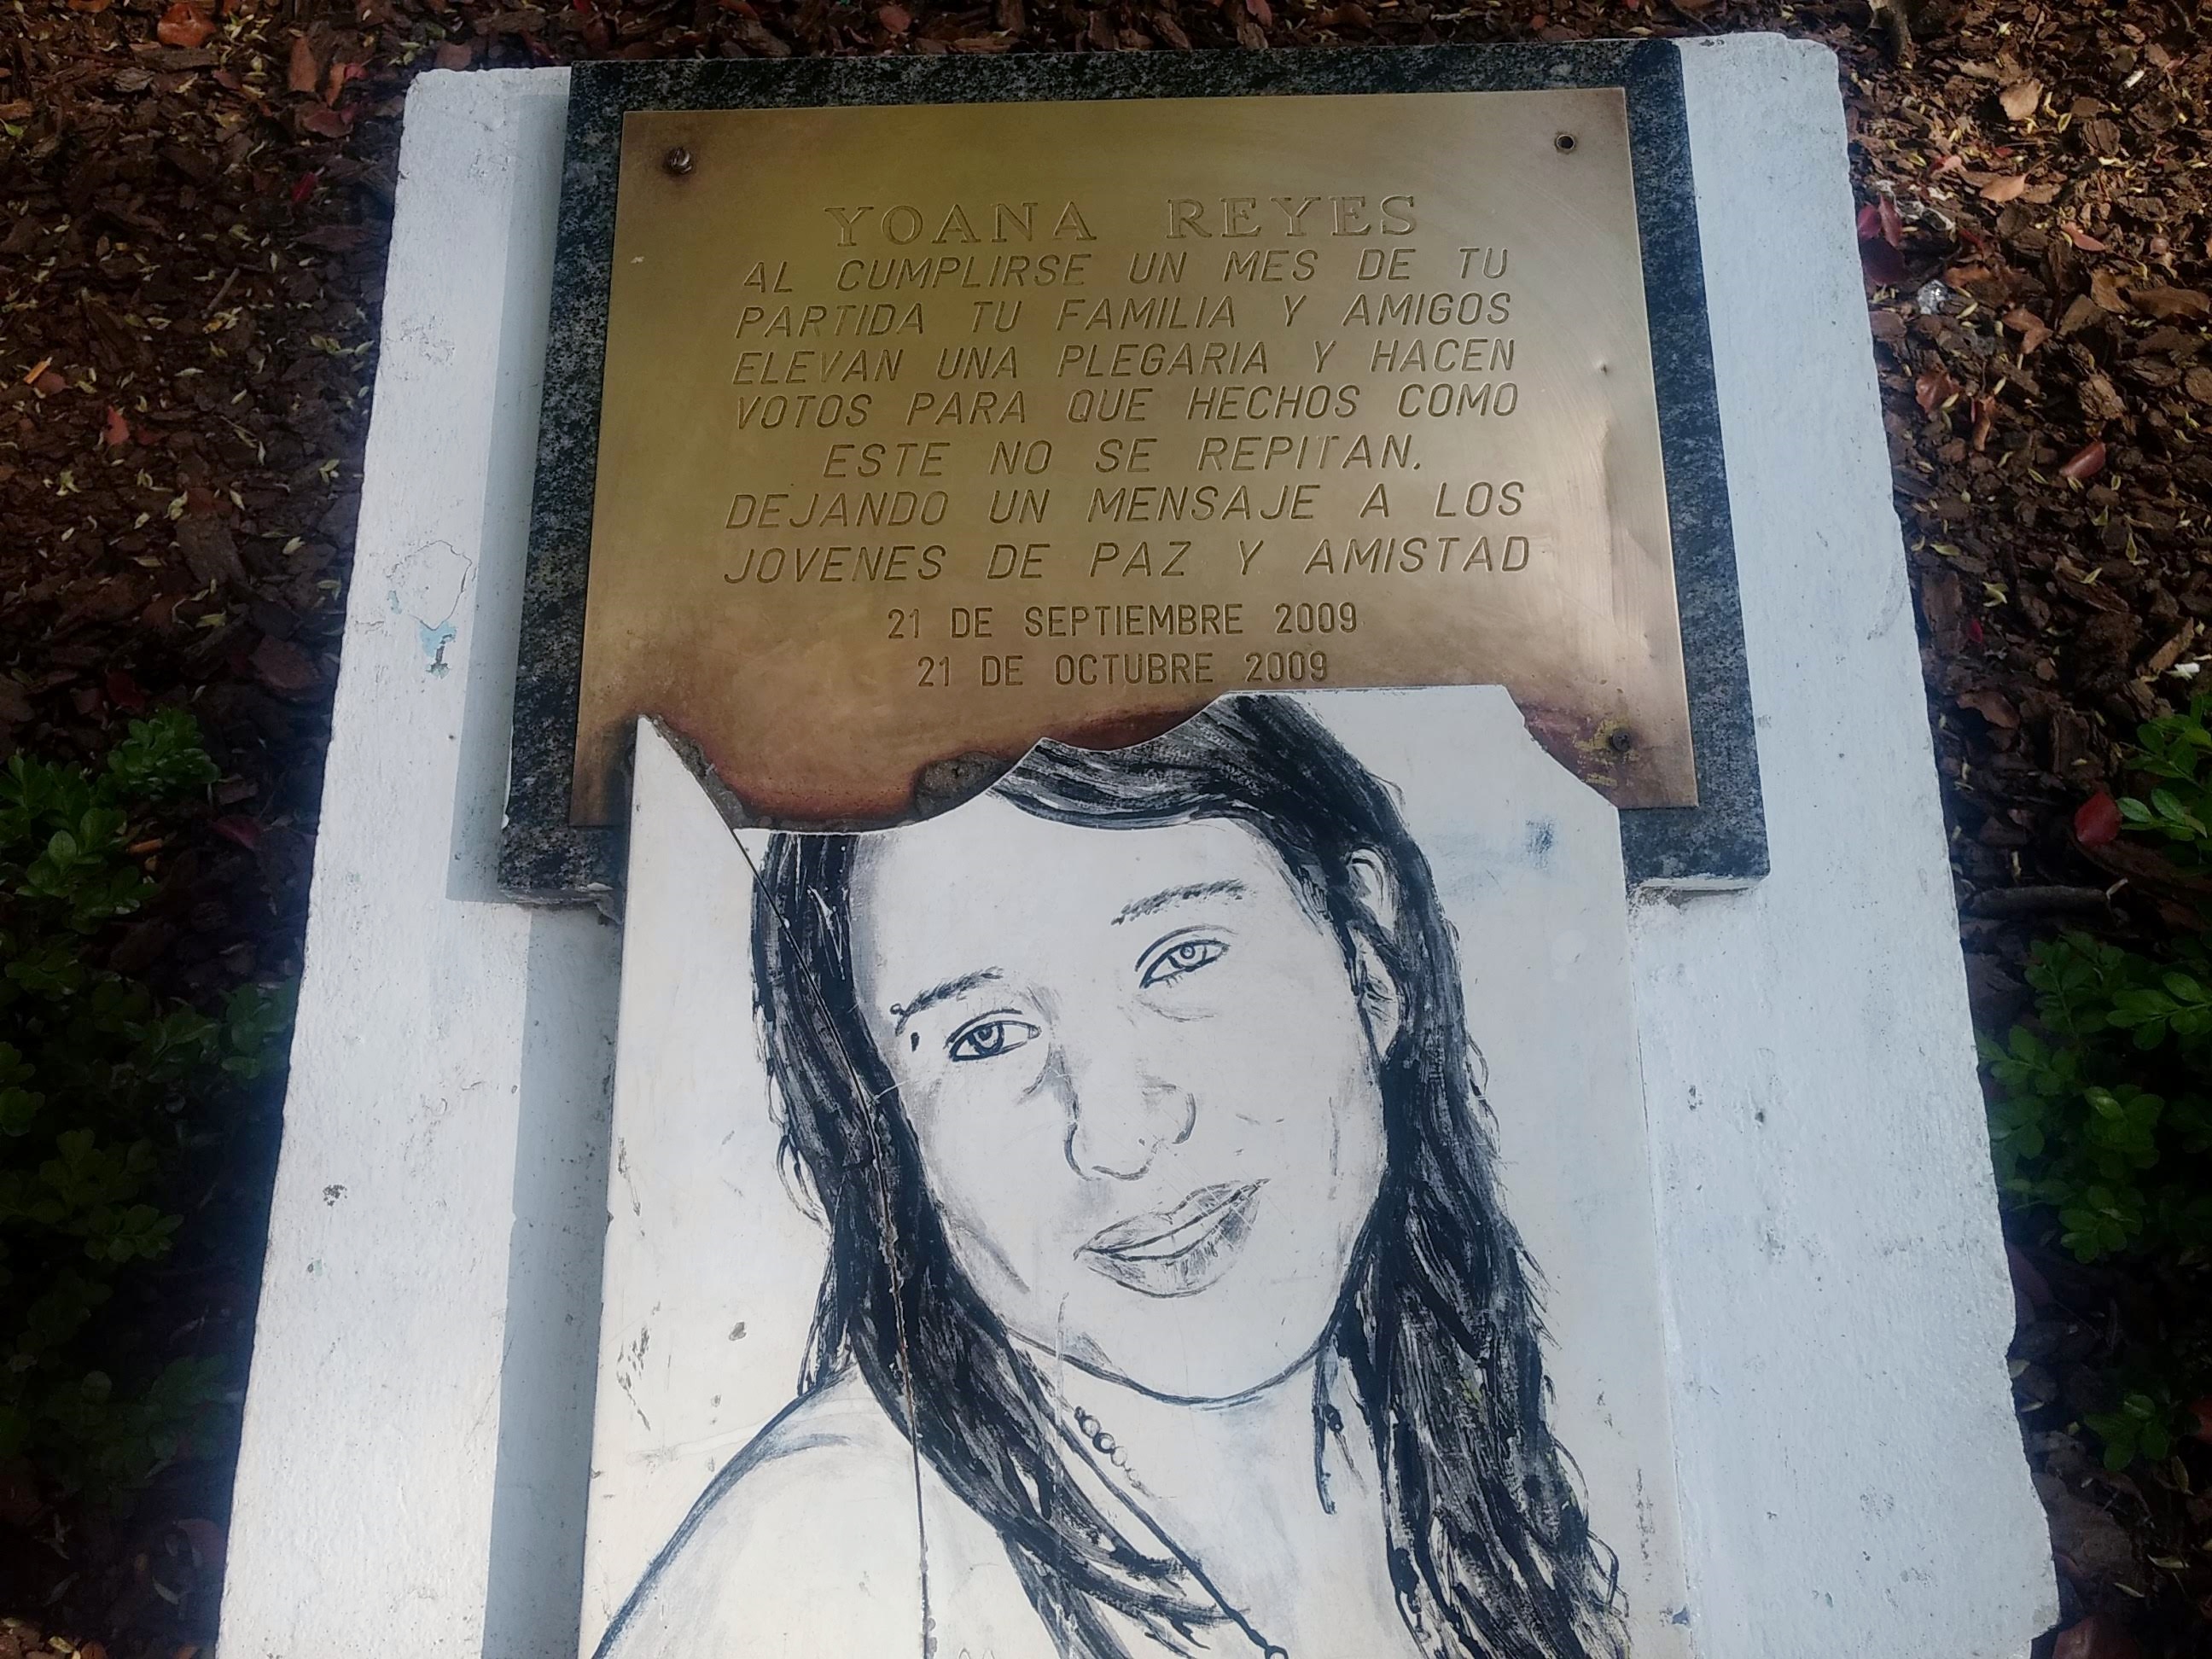 YOANA REYES
AL CUMPLIRSE UN MES DE TU
PARTIDA TU FAMILIA Y AMIGOS
ELEVAN UNA PLEGARIA Y HACEN
VOTOS PARA QUE HECHOS COMO
ESTE NO SE REPITAN.
DEJANDO UN MENSAJE A LOS
JOVENES DE PAZ Y AMISTAD
21 DE SEPTIEMBRE 2009
21 DE OCTUBRE 2009